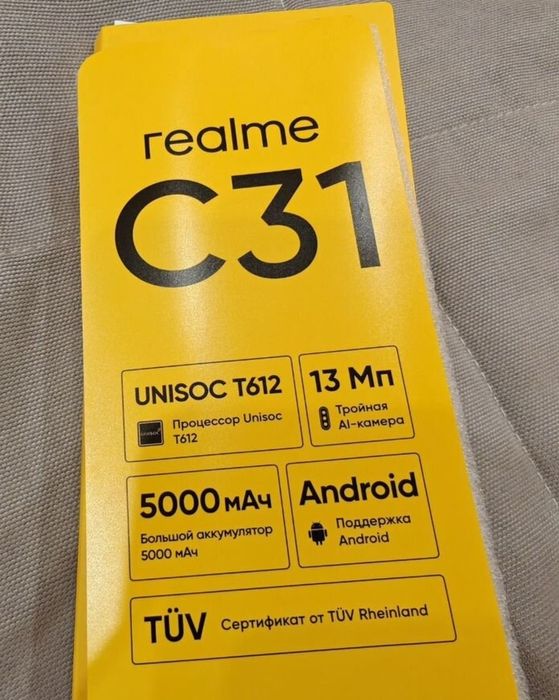 realme
C31
UNISOC T612
Процессор Unisoc
T612
13 Мп
Тройная
AI-камера
5000 мАч
Большой аккумулятор
5000 мАч
Android
Поддержка
Android
TÜV
Сертификат от TÜV Rheinland